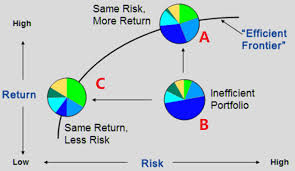 Same Risk,
More Return
High
A
"Efficient
Frontier"
C
Return
Inefficient
Portfolio
B
Same Return,
Less Risk
Low
Risk
High